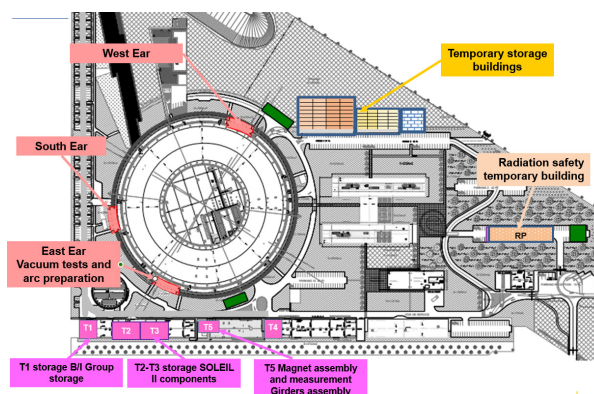 West Ear
Temporary storage
buildings
South Ear
Radiation safety
temporary building
RP
East Ear
Vacuum tests and
arc preparation
T1
T2
T3
T5
T4
T1 storage B/I Group
storage
T2-T3 storage SOLEIL
II components
T5 Magnet assembly
and measurement
Girders assembly